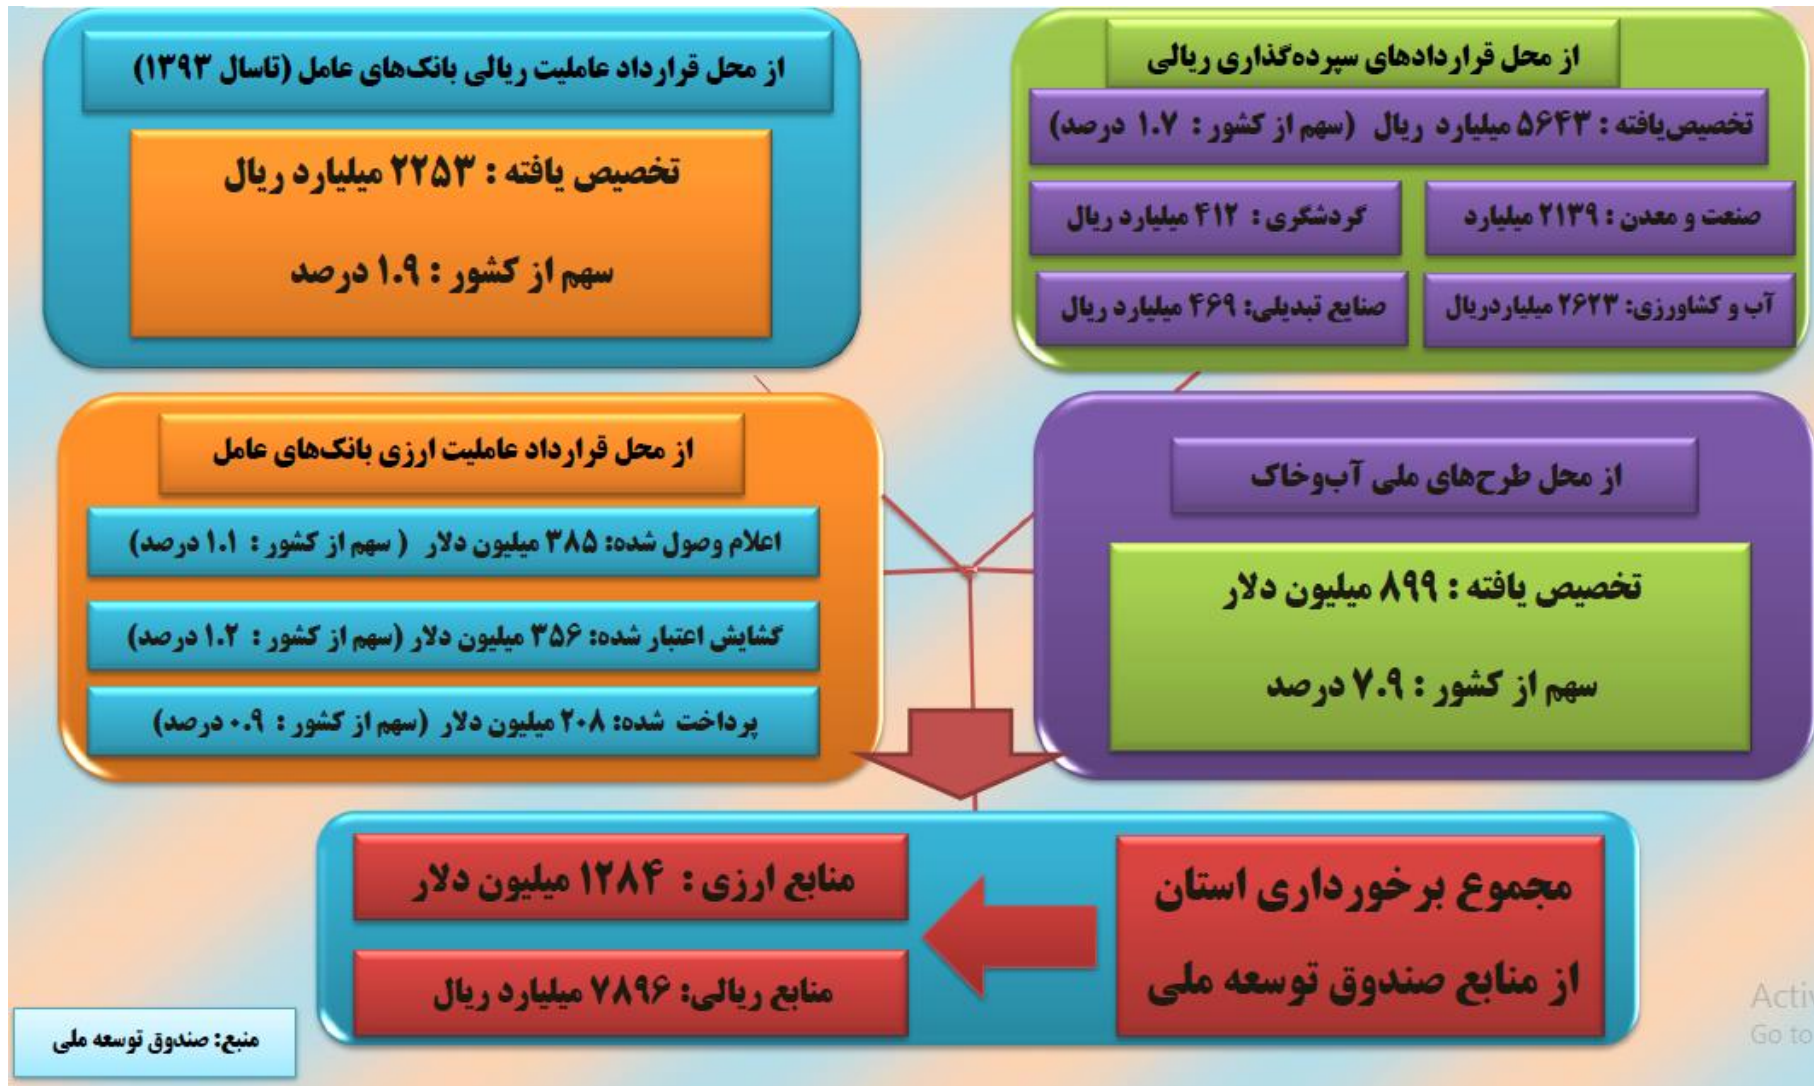 از محل قراردادهای سپرده‌گذاری ریالی
تخصیص‌یافته : ۵۶۴۳ میلیارد ریال (سهم از کشور : ۱.۷ درصد)
صنعت و معدن : ۲۱۳۹ میلیارد
گردشگری : ۴۱۲ میلیارد ریال
آب و کشاورزی: ۲۶۲۳ میلیاردریال
صنایع تبدیلی: ۴۶۹ میلیارد ریال
از محل قرارداد عاملیت ریالی بانک‌های عامل (تاسال ۱۳۹۳)
تخصیص یافته : ۲۲۵۳ میلیارد ریال
سهم از کشور : ۱.۹ درصد
از محل طرح‌های ملی آب‌وخاک
تخصیص یافته : ۸۹۹ میلیون دلار
سهم از کشور : ۷.۹ درصد
از محل قرارداد عاملیت ارزی بانک‌های عامل
اعلام وصول شده: ۳۸۵ میلیون دلار ( سهم از کشور : ۱.۱ درصد)
گشایش اعتبار شده: ۳۵۶ میلیون دلار (سهم از کشور : ۱.۲ درصد)
پرداخت شده: ۲۰۸ میلیون دلار (سهم از کشور : ۰.۹ درصد)
مجموع برخورداری استان
از منابع صندوق توسعه ملی
منابع ارزی : ۱۲۸۴ میلیون دلار
منابع ریالی: ۷۸۹۶ میلیارد ریال
منبع: صندوق توسعه ملی
Activ
Go to